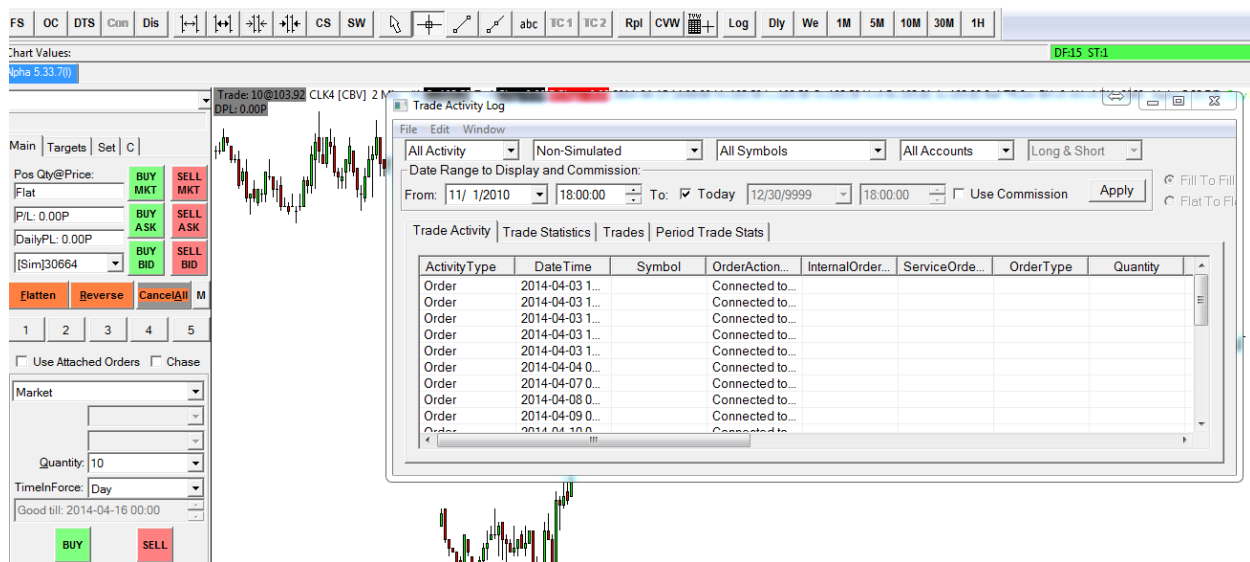 FS OC DTS Con Dis CS SW abc TC1 TC2 Rpl CVW TVW Log Dly We 1M 5M 10M 30M 1H
Chart Values: DF:15 ST:1
Alpha 5.33.7(I)
Trade: 10@103.92 CLK4 [CBV] 2
DPL: 0.00P
Main Targets Set C
Pos Qty@Price:
Flat
BUY MKT
SELL MKT
P/L: 0.00P
BUY ASK
SELL ASK
DailyPL: 0.00P
[Sim]30664
BUY BID
SELL BID
Flatten Reverse CancelAll M
1 2 3 4 5
Use Attached Orders Chase
Market
Quantity: 10
TimeInForce: Day
Good till: 2014-04-16 00:00
BUY SELL
Trade Activity Log
File Edit Window
All Activity Non-Simulated All Symbols All Accounts Long & Short
Date Range to Display and Commission:
From: 11/ 1/2010 18:00:00 To: Today 12/30/9999 18:00:00 Use Commission Apply
Fill To Fill
Flat To Fl
Trade Activity Trade Statistics Trades Period Trade Stats
ActivityType DateTime Symbol OrderAction... InternalOrder... ServiceOrde... OrderType Quantity
Order 2014-04-03 1... Connected to...
Order 2014-04-03 1... Connected to...
Order 2014-04-03 1... Connected to...
Order 2014-04-03 1... Connected to...
Order 2014-04-03 1... Connected to...
Order 2014-04-04 0... Connected to...
Order 2014-04-07 0... Connected to...
Order 2014-04-08 0... Connected to...
Order 2014-04-09 0... Connected to...
Order 2014-04-10 0... Connected to...